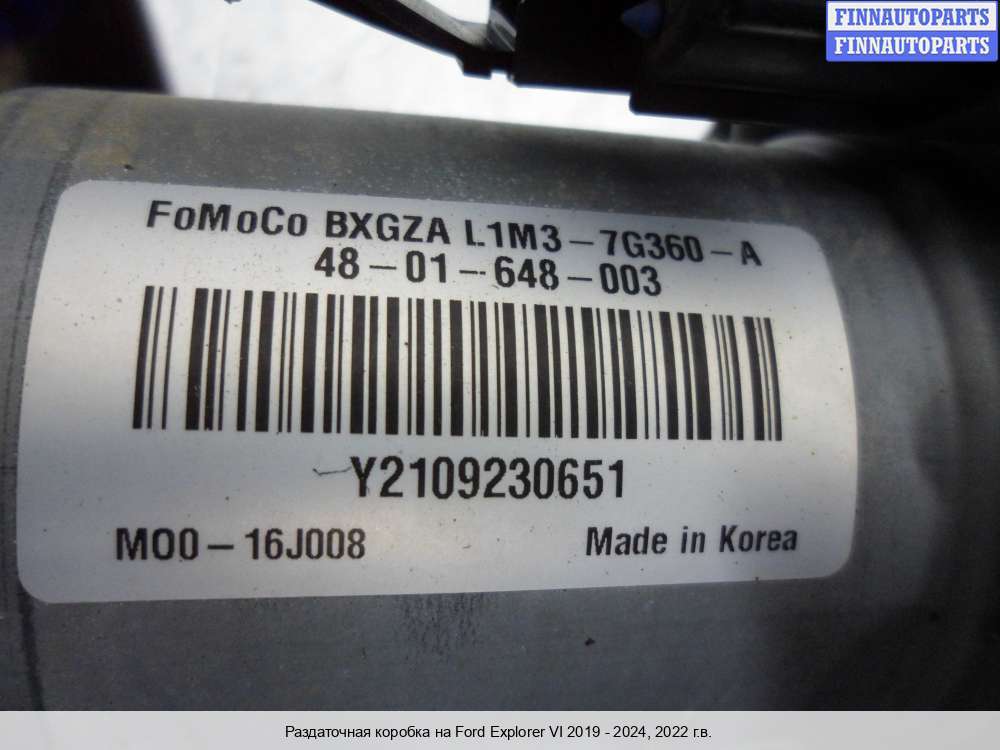 FINNAUTOPARTS
FINNAUTOPARTS
FoMoCo BXGZA L1M3-7G360-A
48-01-648-003
Y2109230651
MO0-16J008
Made in Korea
Раздаточная коробка на Ford Explorer VI 2019 - 2024, 2022 г.в.